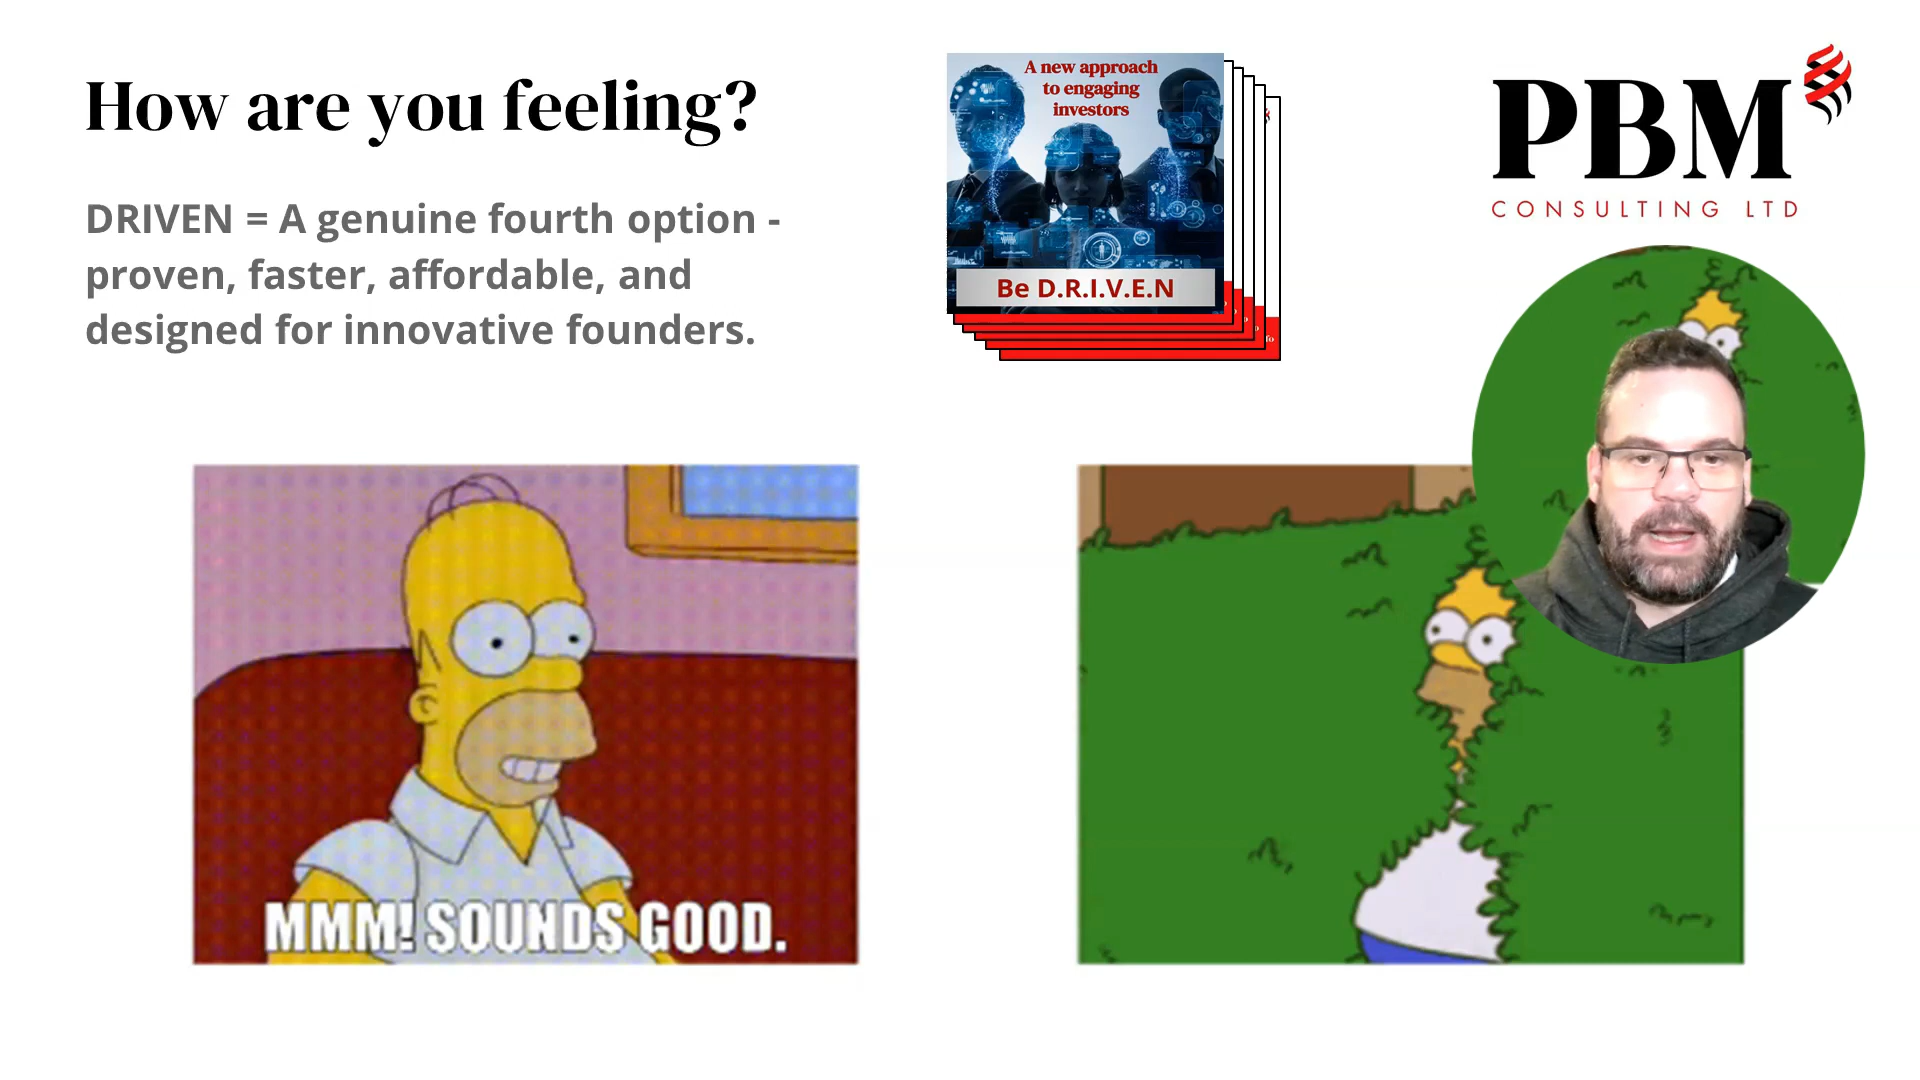 How are you feeling?
DRIVEN = A genuine fourth option -
proven, faster, affordable, and
designed for innovative founders.
A new approach
to engaging
investors
Be D.R.I.V.E.N
PBM
CONSULTING LTD
MMM! SOUNDS GOOD.